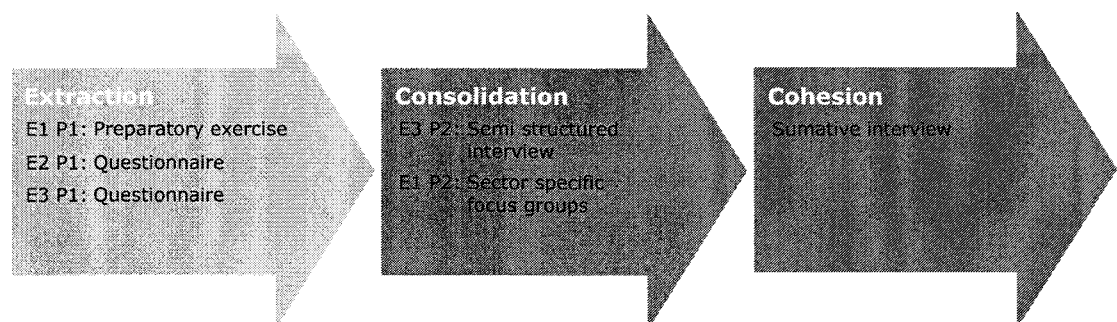 Extraction
E1 P1: Preparatory exercise
E2 P1: Questionnaire
E3 P1: Questionnaire
Consolidation
E3 P2: Semi structured
interview
E1 P2: Sector specific
focus groups
Cohesion
Sumative interview